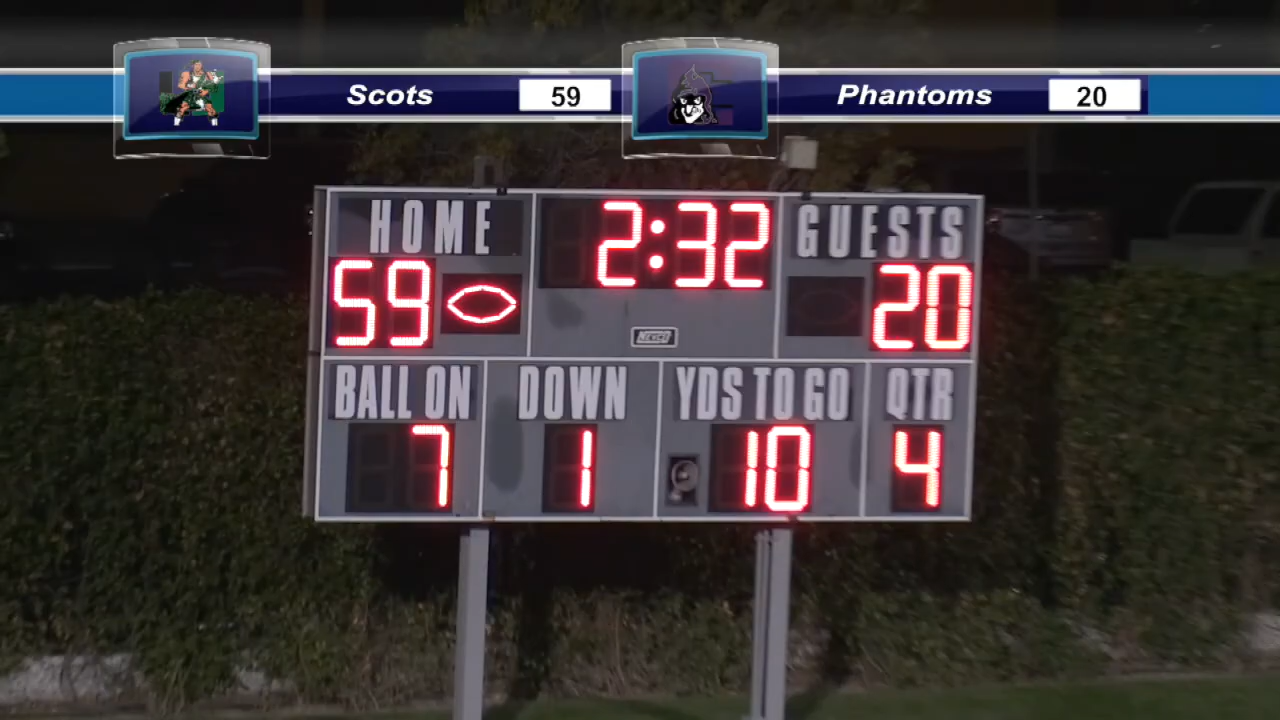 Scots 59 Phantoms 20
HOME 2:32 GUESTS
59 20
NEVCO
BALL ON DOWN YDS TO GO QTR
7 1 10 4